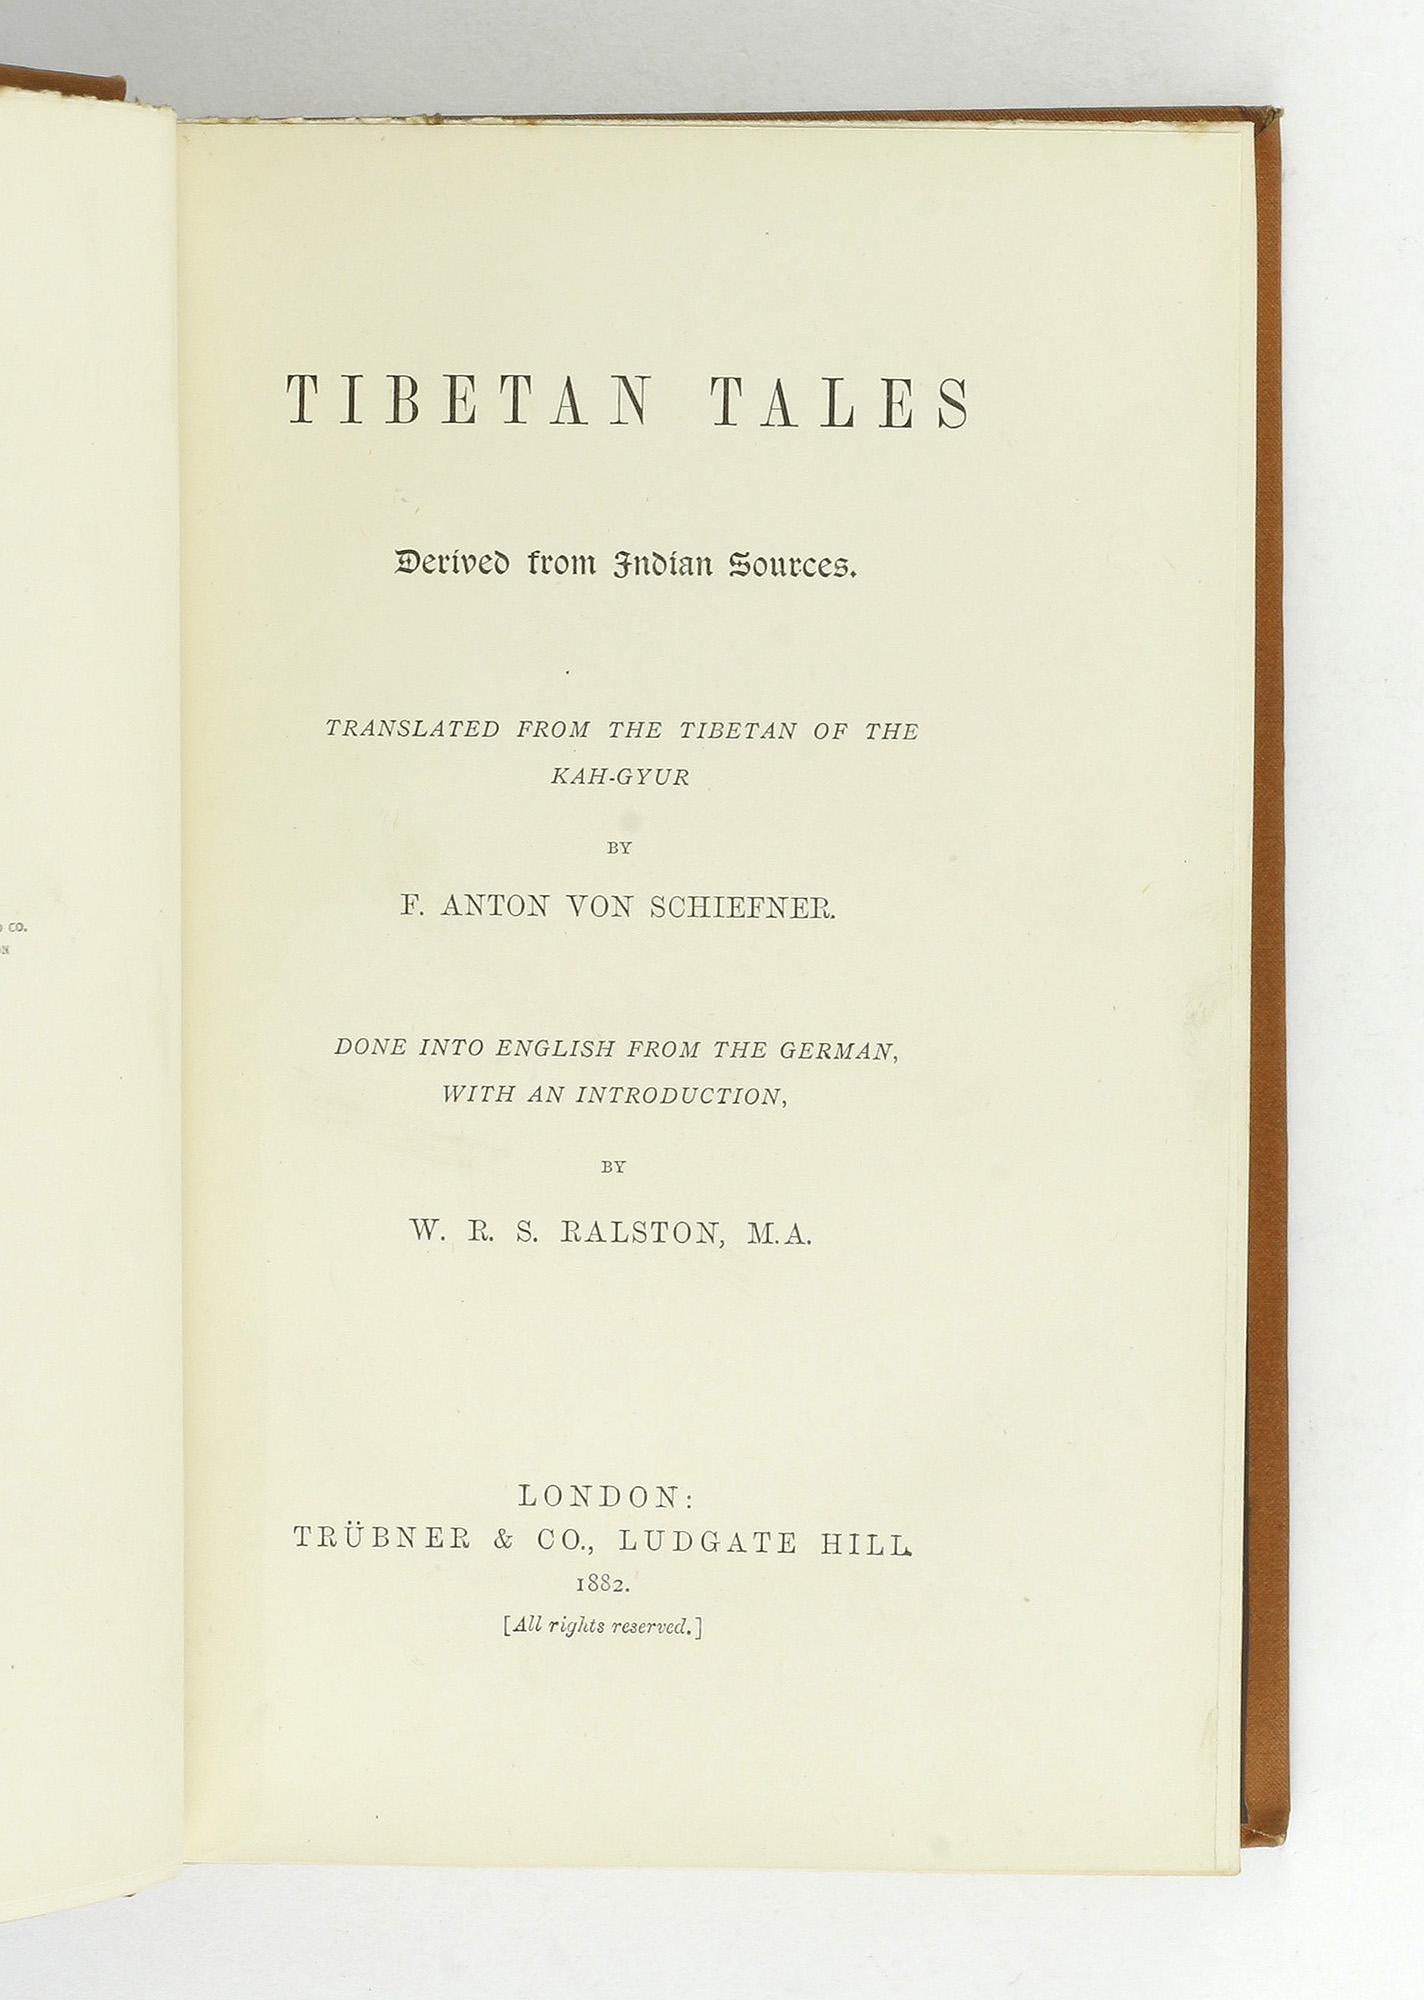 CO.
TIBETAN TALES
Derived from Indian Sources.
TRANSLATED FROM THE TIBETAN OF THE
KAH-GYUR
BY
F. ANTON VON SCHIEFNER.
DONE INTO ENGLISH FROM THE GERMAN,
WITH AN INTRODUCTION,
BY
W. R. S. RALSTON, M.A.
LONDON:
TRÜBNER & CO., LUDGATE HILL.
1882.
[All rights reserved.]